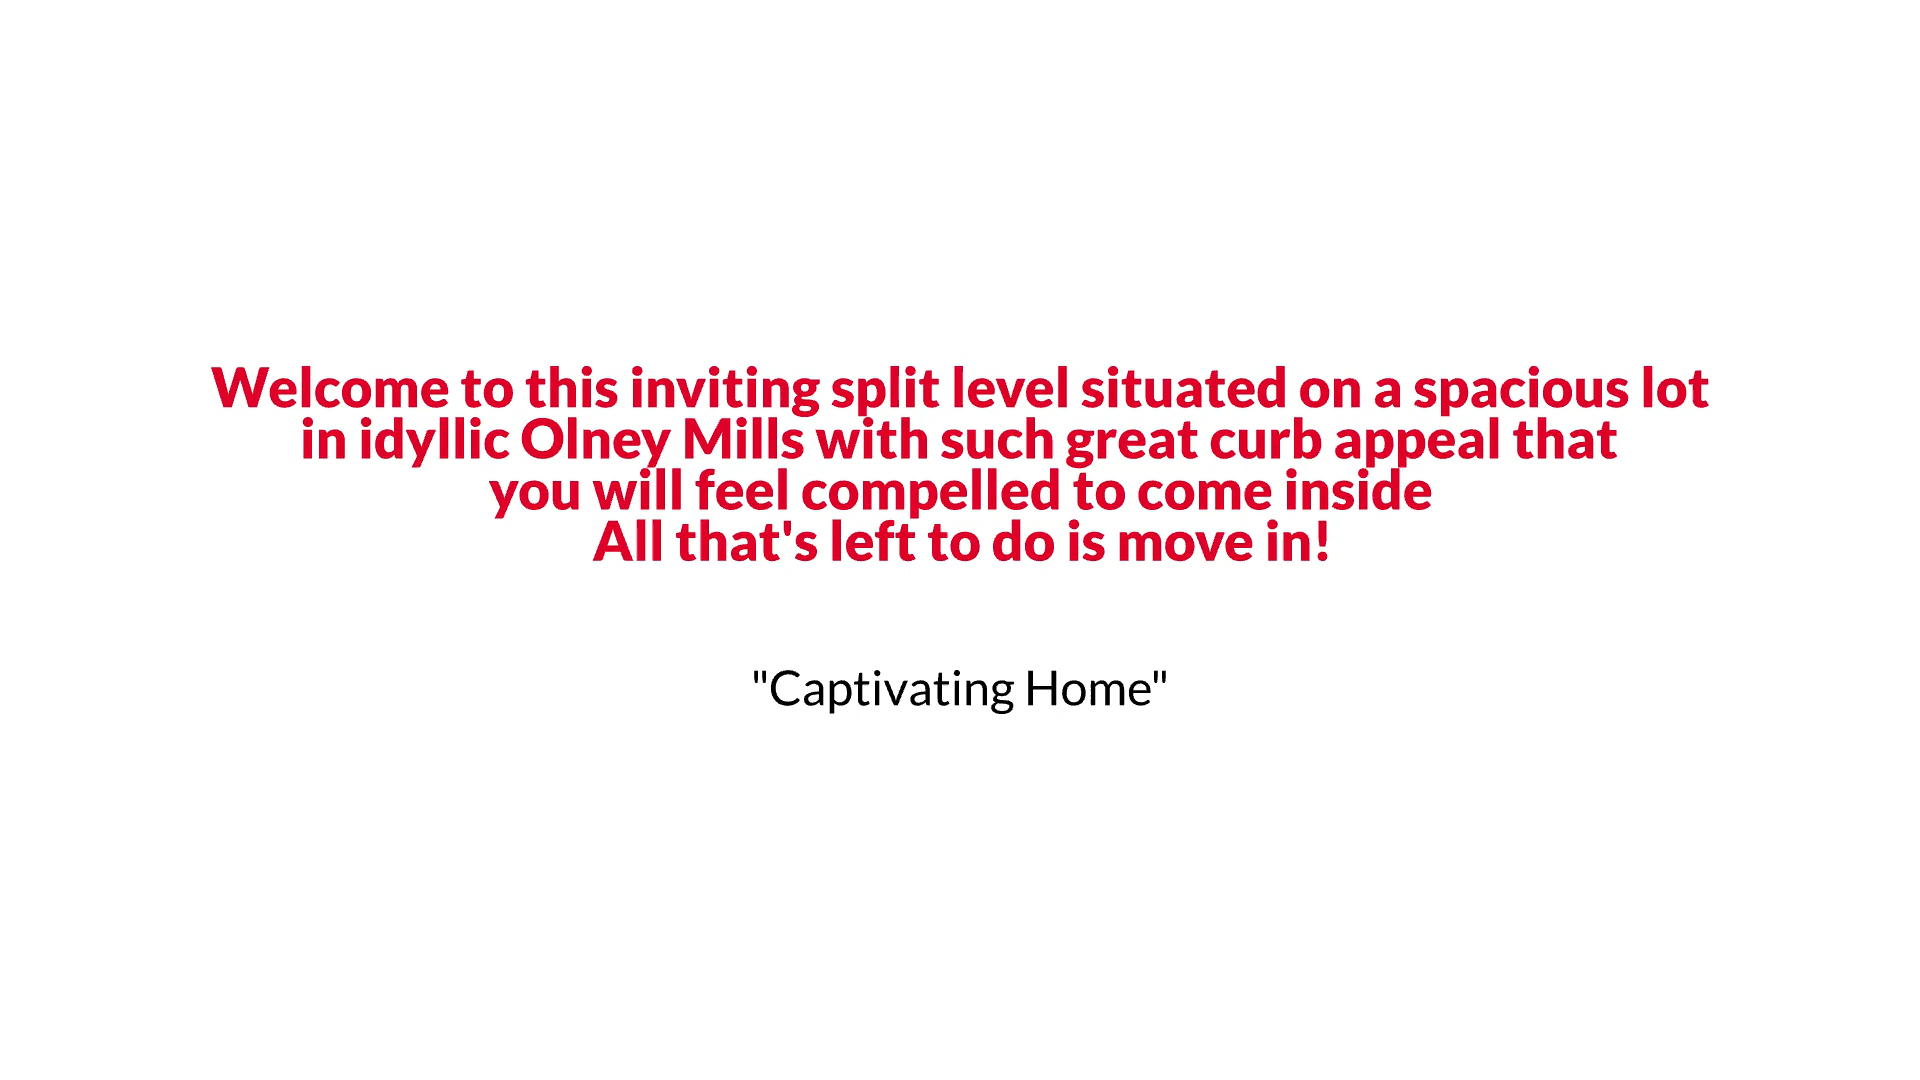 Welcome to this inviting split level situated on a spacious lot
in idyllic Olney Mills with such great curb appeal that
you will feel compelled to come inside
All that's left to do is move in!
"Captivating Home"